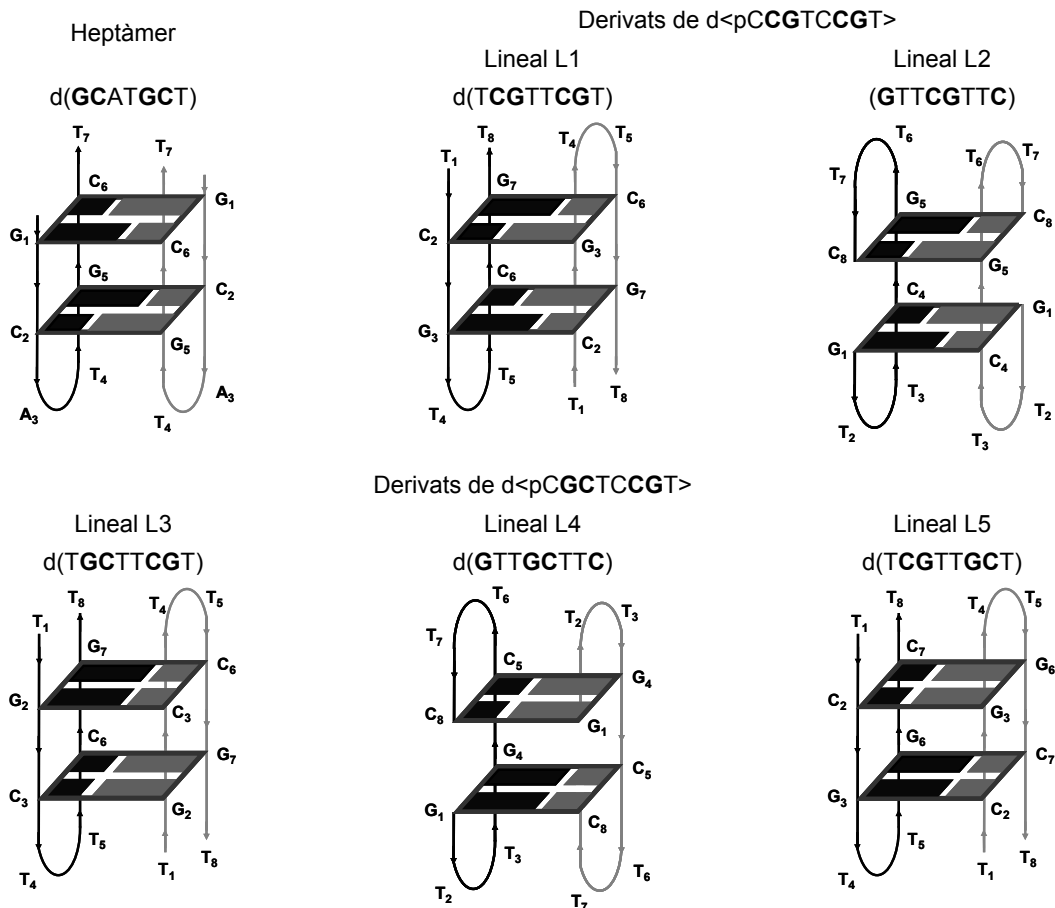 Derivats de d<pCCGTCCGT>
Heptàmer
Lineal L1
Lineal L2
d(GCATGCT)
d(TCGTTCGT)
(GTTCGTTC)
T7
T7
C6
G1
G1
C6
G5
C2
C2
G5
T4
A3
T4
A3
T1
T8
T4
T5
G7
C6
C2
G3
C6
G7
G3
C2
T5
T4
T1
T8
T6
T7
T6
T7
G5
C8
C8
G5
C4
G1
G1
C4
T3
T2
T2
T3
Derivats de d<pCGCTCCGT>
Lineal L3
Lineal L4
Lineal L5
d(TGCTTCGT)
d(GTTGCTTC)
d(TCGTTGCT)
T1
T8
T4
T5
G7
C6
G2
C3
C6
G7
C3
G2
T5
T4
T1
T8
T6
T7
T2
T3
C5
G4
C8
G1
G4
C5
G1
C8
T3
T2
T6
T7
T1
T8
T4
T5
C7
G6
C2
G3
G6
C7
G3
C2
T5
T4
T1
T8